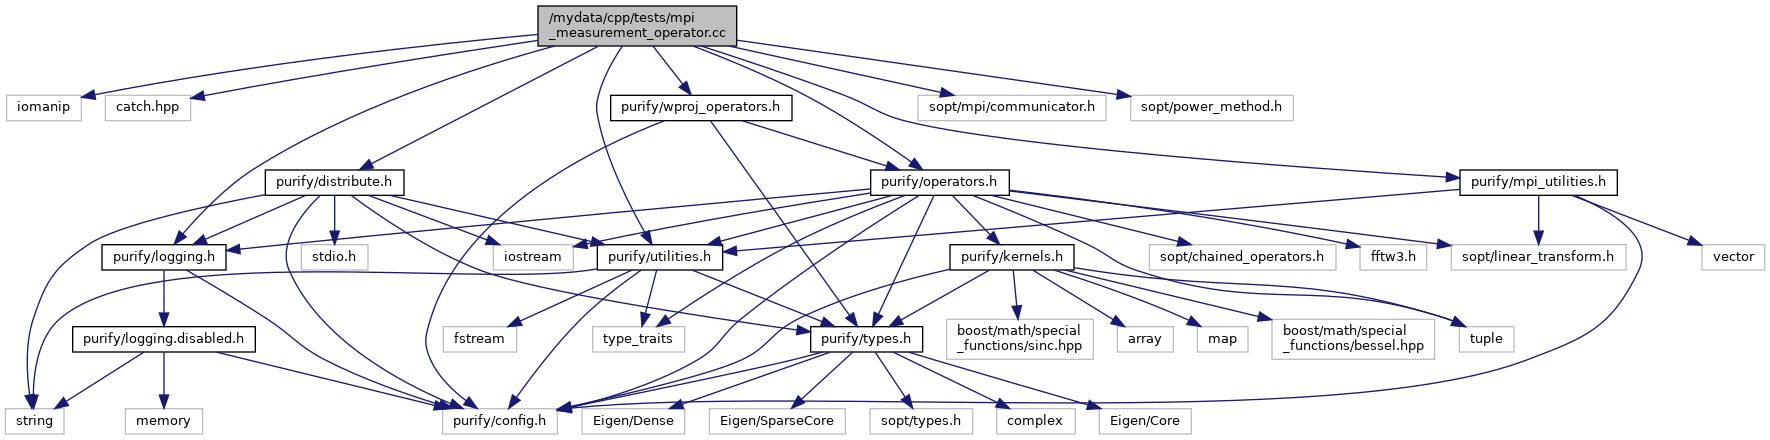 /mydata/cpp/tests/mpi
_measurement_operator.cc
iomanip
catch.hpp
purify/wproj_operators.h
sopt/mpi/communicator.h
sopt/power_method.h
purify/distribute.h
purify/operators.h
purify/mpi_utilities.h
purify/logging.h
stdio.h
iostream
purify/utilities.h
purify/kernels.h
sopt/chained_operators.h
fftw3.h
sopt/linear_transform.h
vector
purify/logging.disabled.h
fstream
type_traits
purify/types.h
boost/math/special
_functions/sinc.hpp
array
map
boost/math/special
_functions/bessel.hpp
tuple
string
memory
purify/config.h
Eigen/Dense
Eigen/SparseCore
sopt/types.h
complex
Eigen/Core